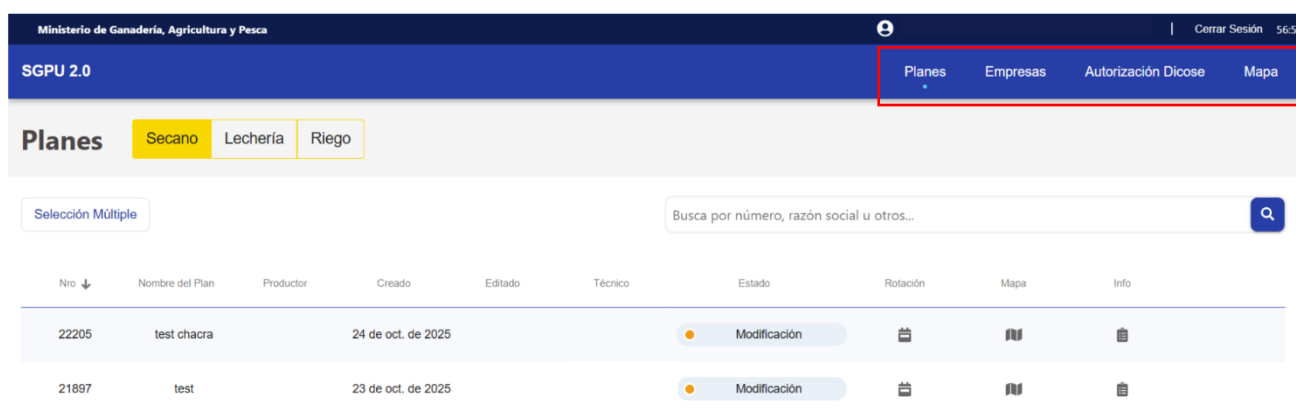 Ministerio de Ganadería, Agricultura y Pesca
Cerrar Sesión 56:5
SGPU 2.0
Planes Empresas Autorización Dicose Mapa
Planes Secano Lechería Riego
Selección Múltiple
Busca por número, razón social u otros...
Nro Nombre del Plan Productor Creado Editado Técnico Estado Rotación Mapa Info
22205 test chacra 24 de oct. de 2025 Modificación
21897 test 23 de oct. de 2025 Modificación